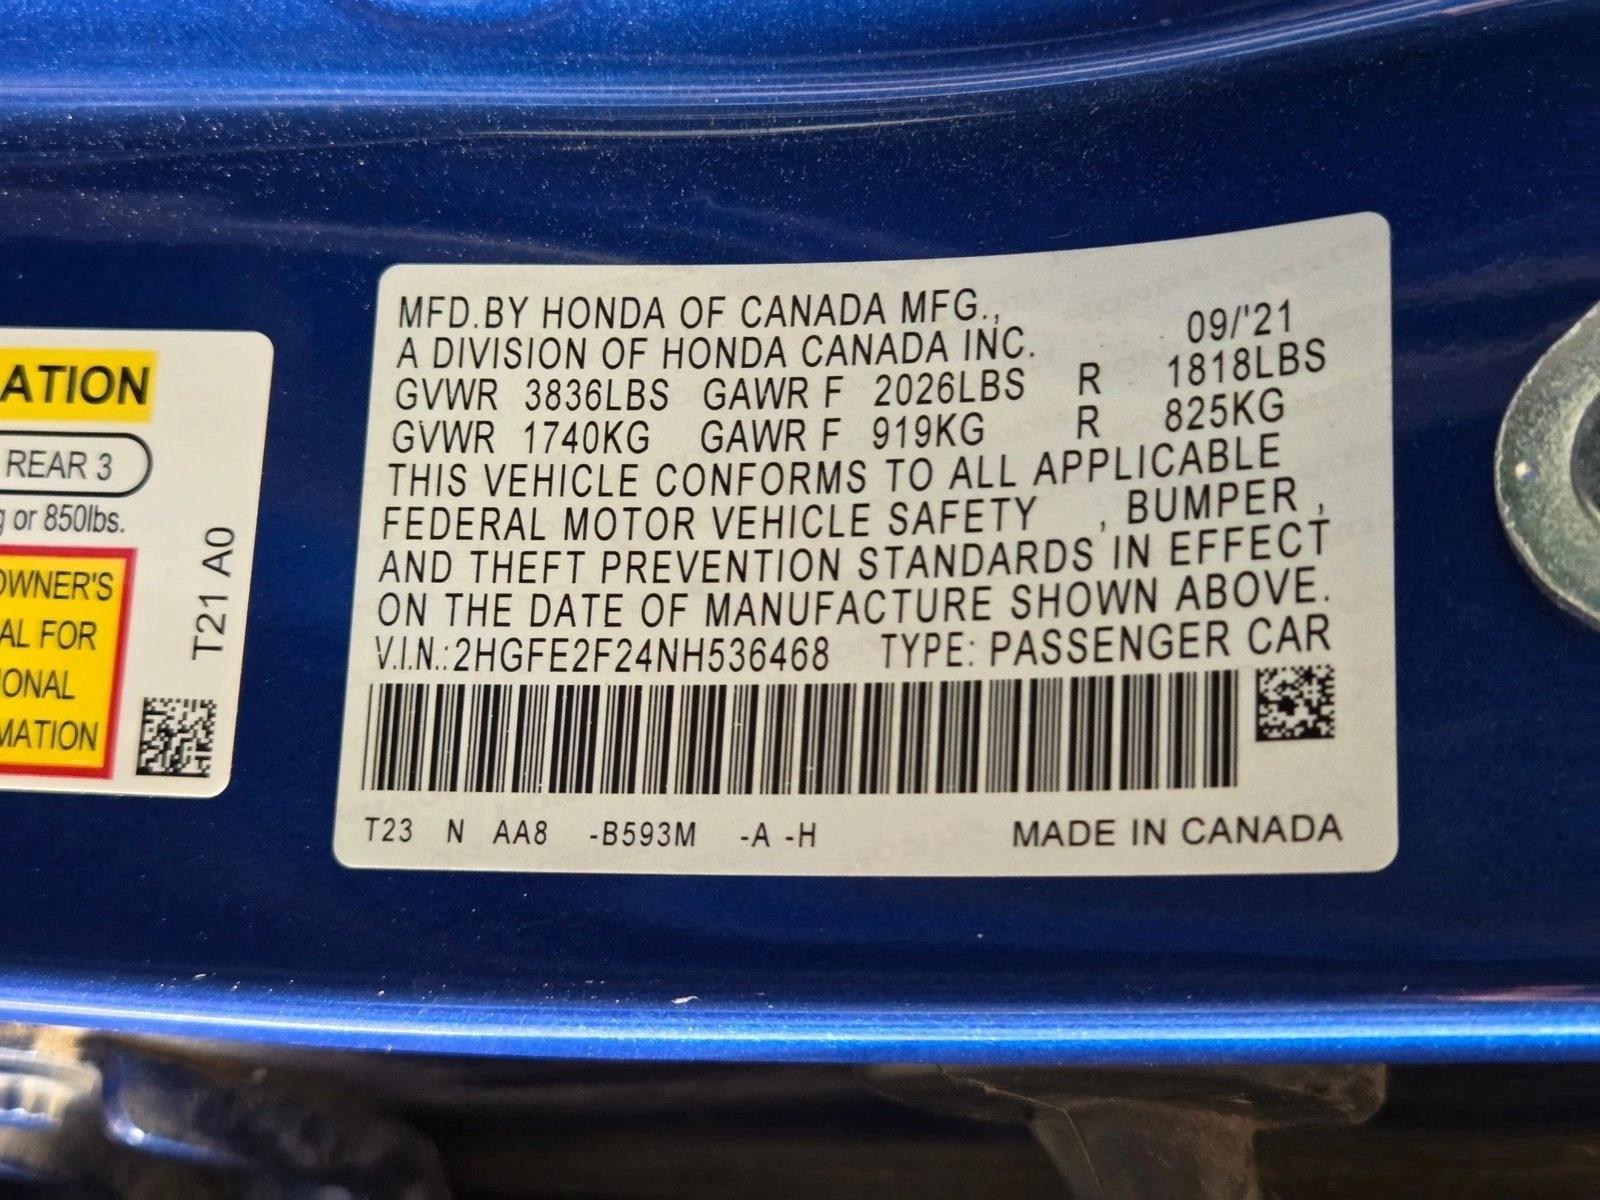 ATION
REAR 3
g or 850lbs.
OWNER'S
AL FOR
IONAL
MATION
T21 A0
MFD.BY HONDA OF CANADA MFG., 09/'21
A DIVISION OF HONDA CANADA INC.
GVWR 3836LBS GAWR F 2026LBS R 1818LBS
GVWR 1740KG GAWR F 919KG R 825KG
THIS VEHICLE CONFORMS TO ALL APPLICABLE
FEDERAL MOTOR VEHICLE SAFETY , BUMPER ,
AND THEFT PREVENTION STANDARDS IN EFFECT
ON THE DATE OF MANUFACTURE SHOWN ABOVE.
V.I.N.:2HGFE2F24NH536468 TYPE: PASSENGER CAR
T23 N AA8 -B593M -A -H MADE IN CANADA